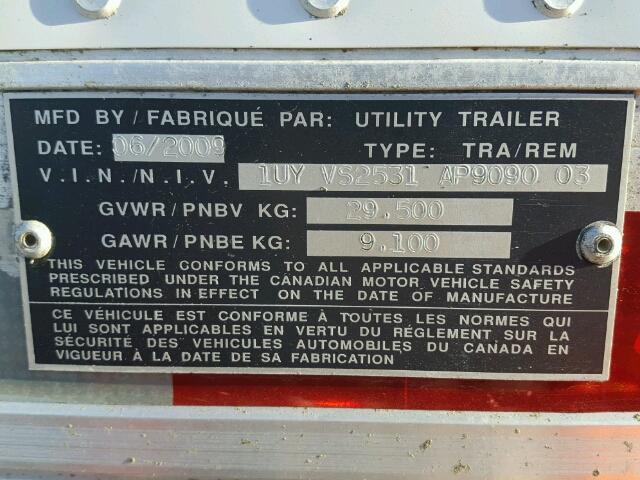 MFD BY/FABRIQUÉ PAR: UTILITY TRAILER
DATE: 06/2009 TYPE: TRA/REM
V.I.N./N.I.V. 1UY VS2531 AP9090 03
GVWR/PNBV KG: 29.500
GAWR/PNBE KG: 9.100
THIS VEHICLE CONFORMS TO ALL APPLICABLE STANDARDS
PRESCRIBED UNDER THE CANADIAN MOTOR VEHICLE SAFETY
REGULATIONS IN EFFECT ON THE DATE OF MANUFACTURE
CE VÉHICULE EST CONFORME À TOUTES LES NORMES QUI
LUI SONT APPLICABLES EN VERTU DU RÉGLEMENT SUR LA
SÉCURITÉ DES VEHICULES AUTOMOBILES DU CANADA EN
VIGUEUR À LA DATE DE SA FABRICATION